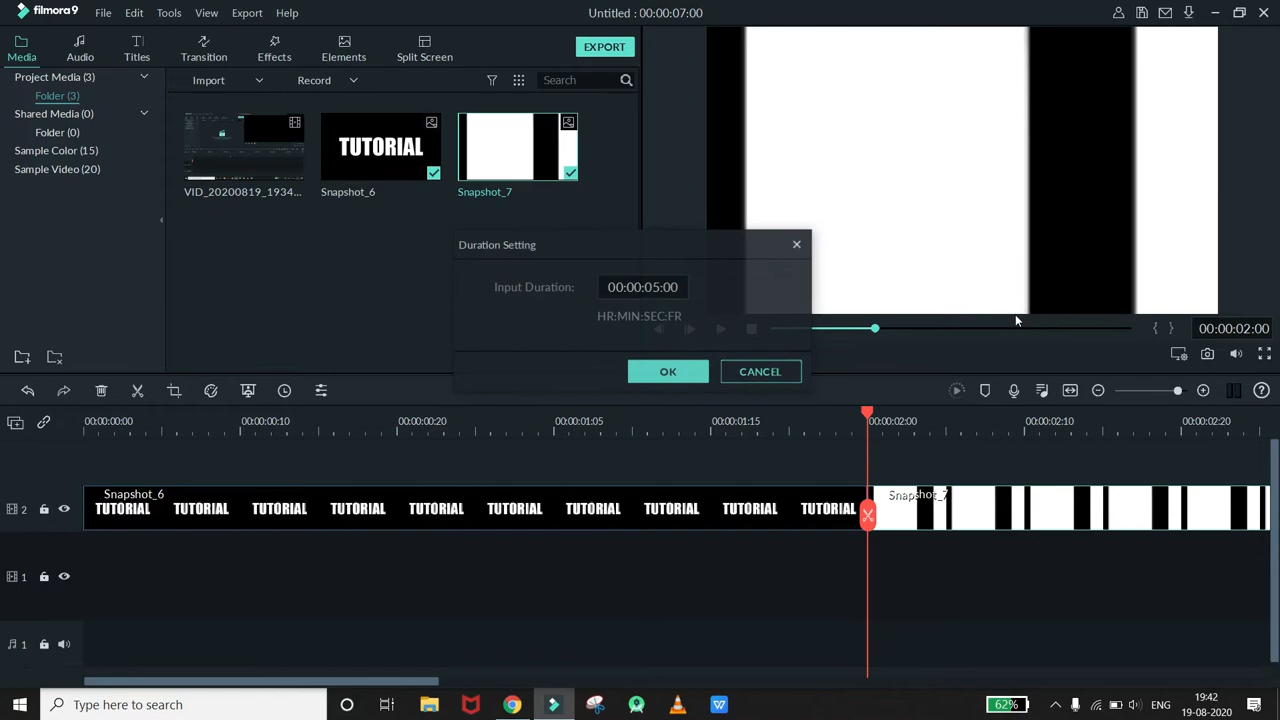 filmora9
File Edit Tools View Export Help
Untitled : 00:00:07:00
Media Audio Titles Transition Effects Elements Split Screen
EXPORT
Project Media (3)
Folder (3)
Shared Media (0)
Folder (0)
Sample Color (15)
Sample Video (20)
Import Record Search
TUTORIAL
VID_20200819_1934... Snapshot_6 Snapshot_7
Duration Setting
Input Duration: 00:00:05:00
HR:MIN:SEC:FR
OK CANCEL
00:00:02:00
00:00:00:00 00:00:00:10 00:00:00:20 00:00:01:05 00:00:01:15 00:00:02:00 00:00:02:10 00:00:02:20
Snapshot_6 Snapshot_7
TUTORIAL TUTORIAL TUTORIAL TUTORIAL TUTORIAL TUTORIAL TUTORIAL TUTORIAL TUTORIAL TUTORIAL
2
1
1
Type here to search
62%
ENG
19:42
19-08-2020